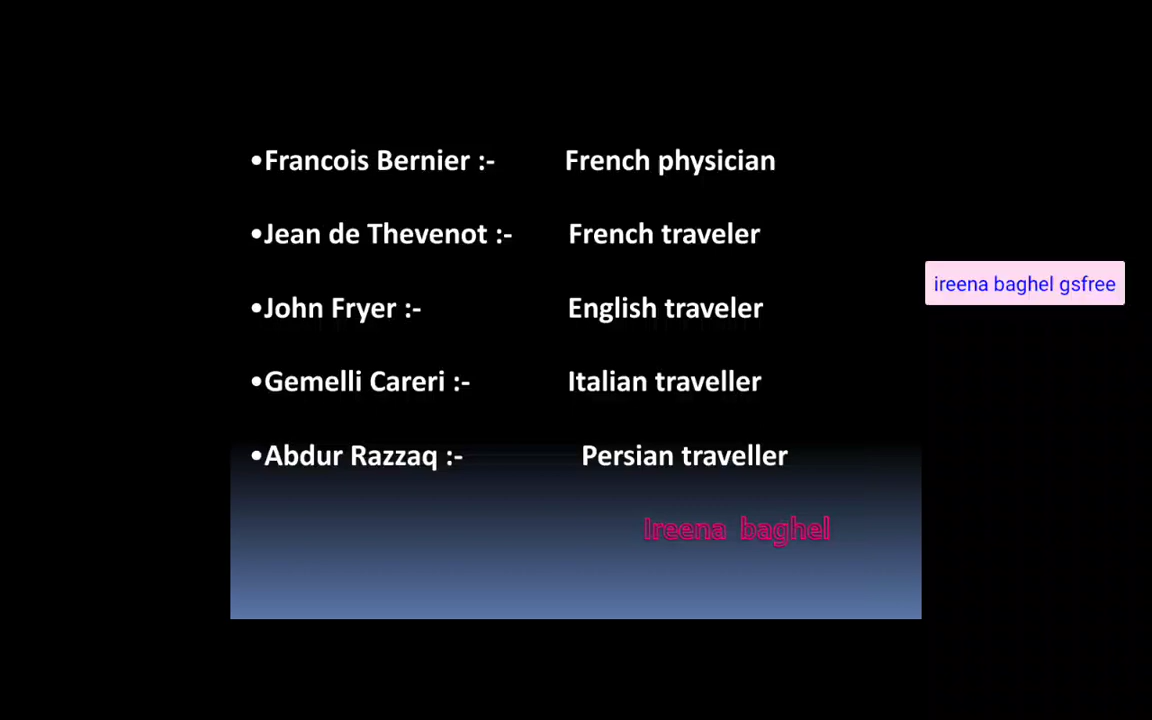 •Francois Bernier :- French physician
•Jean de Thevenot :- French traveler
•John Fryer :- English traveler
ireena baghel gsfree
•Gemelli Careri :- Italian traveller
•Abdur Razzaq :- Persian traveller
Ireena baghel